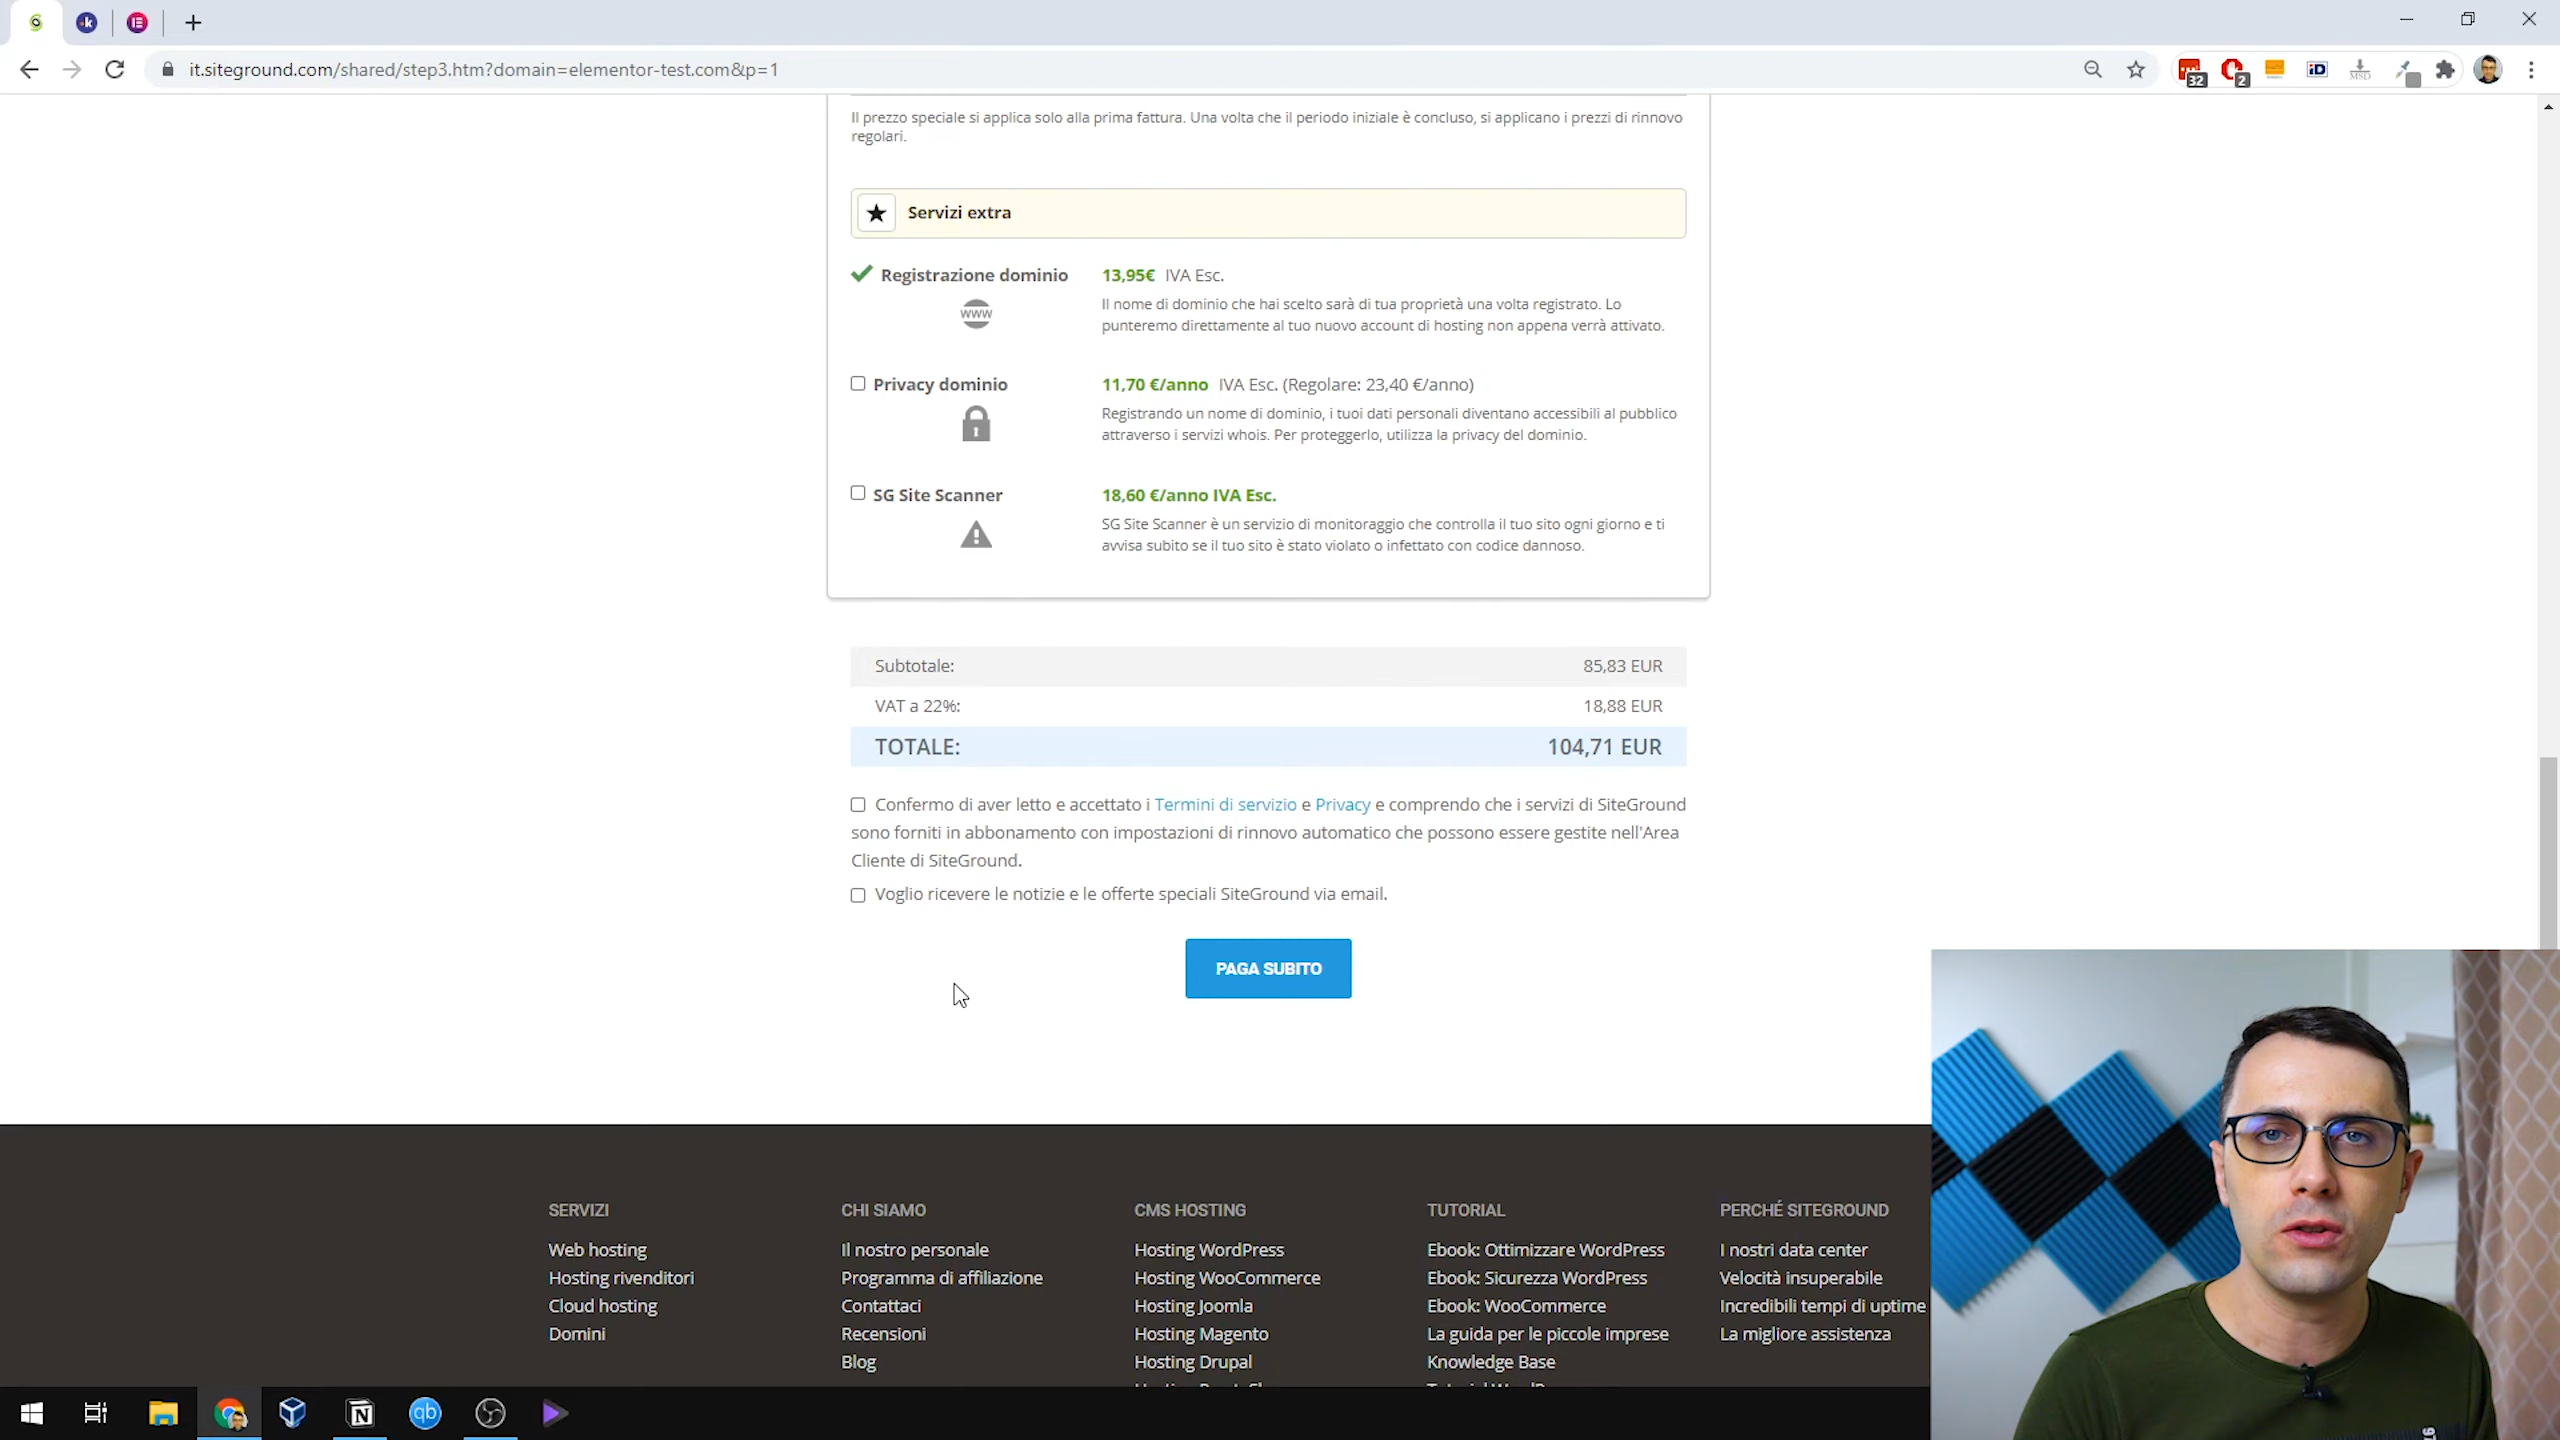 it.siteground.com/shared/step3.htm?domain=elementor-test.com&p=1
Il prezzo speciale si applica solo alla prima fattura. Una volta che il periodo iniziale è concluso, si applicano i prezzi di rinnovo
regolari.
Servizi extra
Registrazione dominio
13,95€ IVA Esc.
Il nome di dominio che hai scelto sarà di tua proprietà una volta registrato. Lo
punteremo direttamente al tuo nuovo account di hosting non appena verrà attivato.
Privacy dominio
11,70 €/anno IVA Esc. (Regolare: 23,40 €/anno)
Registrando un nome di dominio, i tuoi dati personali diventano accessibili al pubblico
attraverso i servizi whois. Per proteggerlo, utilizza la privacy del dominio.
SG Site Scanner
18,60 €/anno IVA Esc.
SG Site Scanner è un servizio di monitoraggio che controlla il tuo sito ogni giorno e ti
avvisa subito se il tuo sito è stato violato o infettato con codice dannoso.
Subtotale: 85,83 EUR
VAT a 22%: 18,88 EUR
TOTALE: 104,71 EUR
Confermo di aver letto e accettato i Termini di servizio e Privacy e comprendo che i servizi di SiteGround
sono forniti in abbonamento con impostazioni di rinnovo automatico che possono essere gestite nell'Area
Cliente di SiteGround.
Voglio ricevere le notizie e le offerte speciali SiteGround via email.
PAGA SUBITO
SERVIZI
Web hosting
Hosting rivenditori
Cloud hosting
Domini
CHI SIAMO
Il nostro personale
Programma di affiliazione
Contattaci
Recensioni
Blog
CMS HOSTING
Hosting WordPress
Hosting WooCommerce
Hosting Joomla
Hosting Magento
Hosting Drupal
TUTORIAL
Ebook: Ottimizzare WordPress
Ebook: Sicurezza WordPress
Ebook: WooCommerce
La guida per le piccole imprese
Knowledge Base
PERCHÉ SITEGROUND
I nostri data center
Velocità insuperabile
Incredibili tempi di uptime
La migliore assistenza